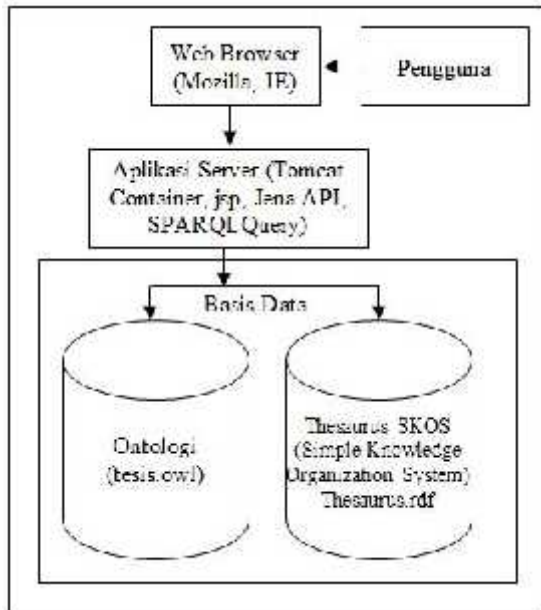 Web Browser
(Mozilla, IE)
Pengguna
Aplikasi Server (Tomcat
Container, jsp, Jena API,
SPARQL Query)
Basis Data
Ontologi
(tesis.owl)
Thesaurus SKOS
(Simple Knowledge
Organization System)
Thesaurus.rdf